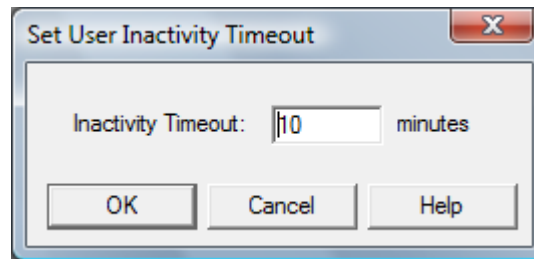 Set User Inactivity Timeout
Inactivity Timeout: 10 minutes
OK Cancel Help